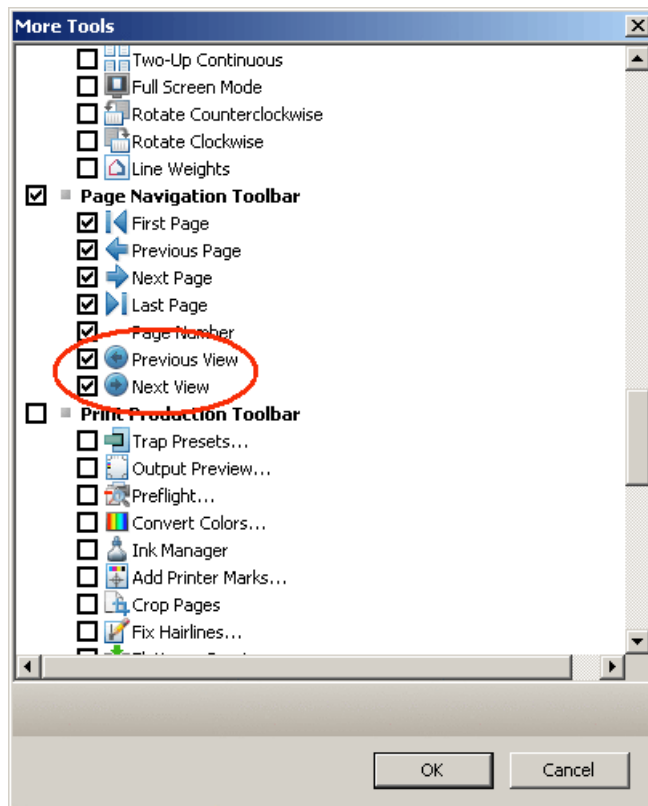 More Tools
Two-Up Continuous
Full Screen Mode
Rotate Counterclockwise
Rotate Clockwise
Line Weights
Page Navigation Toolbar
First Page
Previous Page
Next Page
Last Page
Page Number
Previous View
Next View
Print Production Toolbar
Trap Presets...
Output Preview...
Preflight...
Convert Colors...
Ink Manager
Add Printer Marks...
Crop Pages
Fix Hairlines...
OK
Cancel